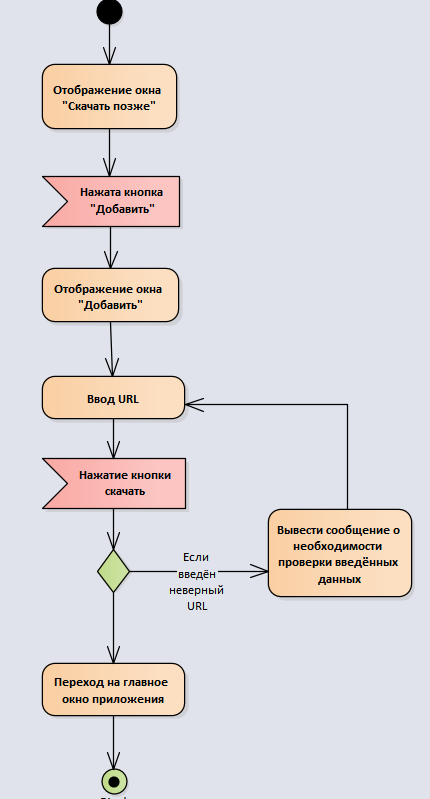 Отображение окна
"Скачать позже"
Нажата кнопка
"Добавить"
Отображение окна
"Добавить"
Ввод URL
Нажатие кнопки
скачать
Если
введён
неверный
URL
Вывести сообщение о
необходимости
проверки введённых
данных
Переход на главное
окно приложения